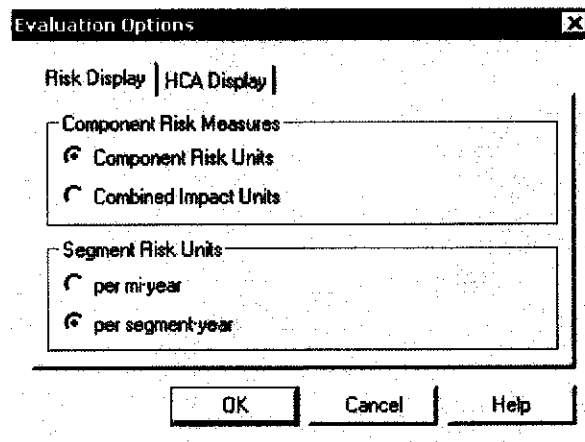 Evaluation Options
Risk Display HCA Display
Component Risk Measures
Component Risk Units
Combined Impact Units
Segment Risk Units
per mi-year
per segment-year
OK Cancel Help